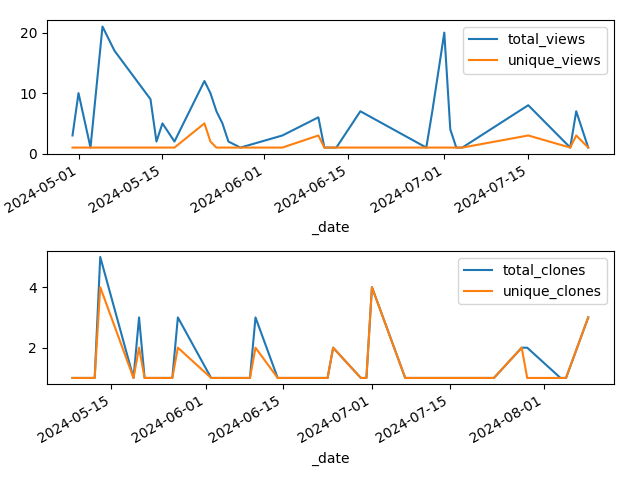 20
10
0
total_views
unique_views
2024-05-01
2024-05-15
2024-06-01
2024-06-15
2024-07-01
2024-07-15
_date
4
2
total_clones
unique_clones
2024-05-15
2024-06-01
2024-06-15
2024-07-01
2024-07-15
2024-08-01
_date